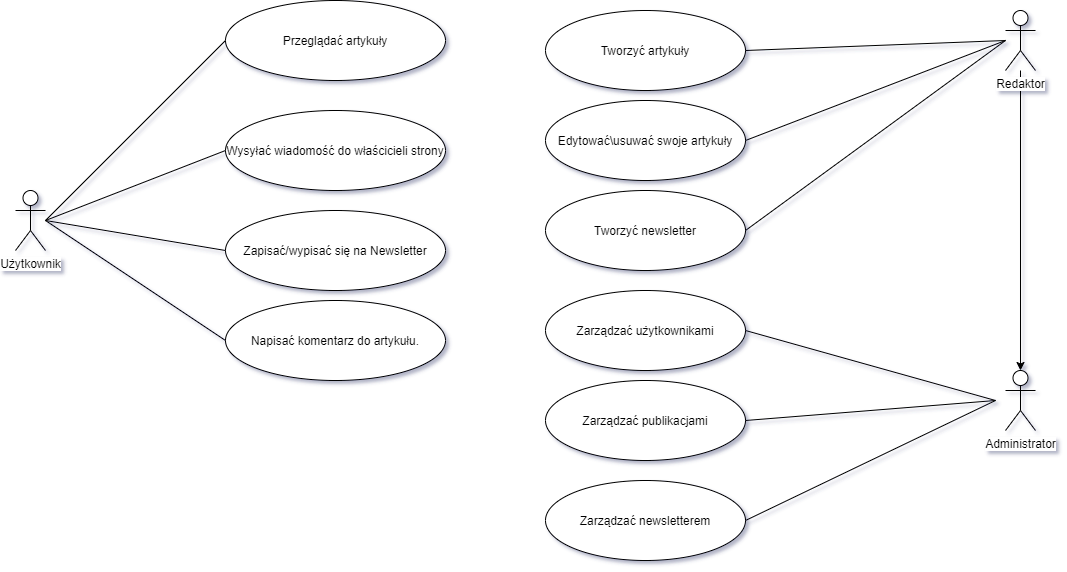 Przeglądać artykuły
Wysyłać wiadomość do właścicieli strony
Zapisać/wypisać się na Newsletter
Napisać komentarz do artykułu.
Użytkownik
Tworzyć artykuły
Edytować\usuwać swoje artykuły
Tworzyć newsletter
Zarządzać użytkownikami
Zarządzać publikacjami
Zarządzać newsletterem
Redaktor
Administrator